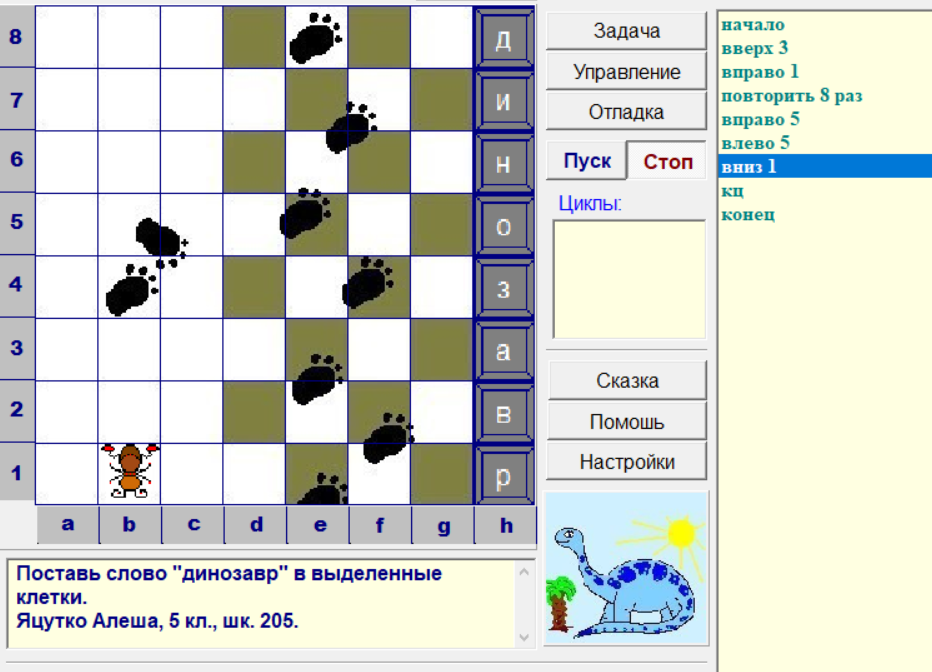 8
7
6
5
4
3
2
1
a b c d e f g h
д
и
н
о
з
а
в
р
Поставь слово "динозавр" в выделенные
клетки.
Яцутко Алеша, 5 кл., шк. 205.
Задача
Управление
Отладка
Пуск Стоп
Циклы:
Сказка
Помошь
Настройки
начало
вверх 3
вправо 1
повторить 8 раз
вправо 5
влево 5
вниз 1
кц
конец